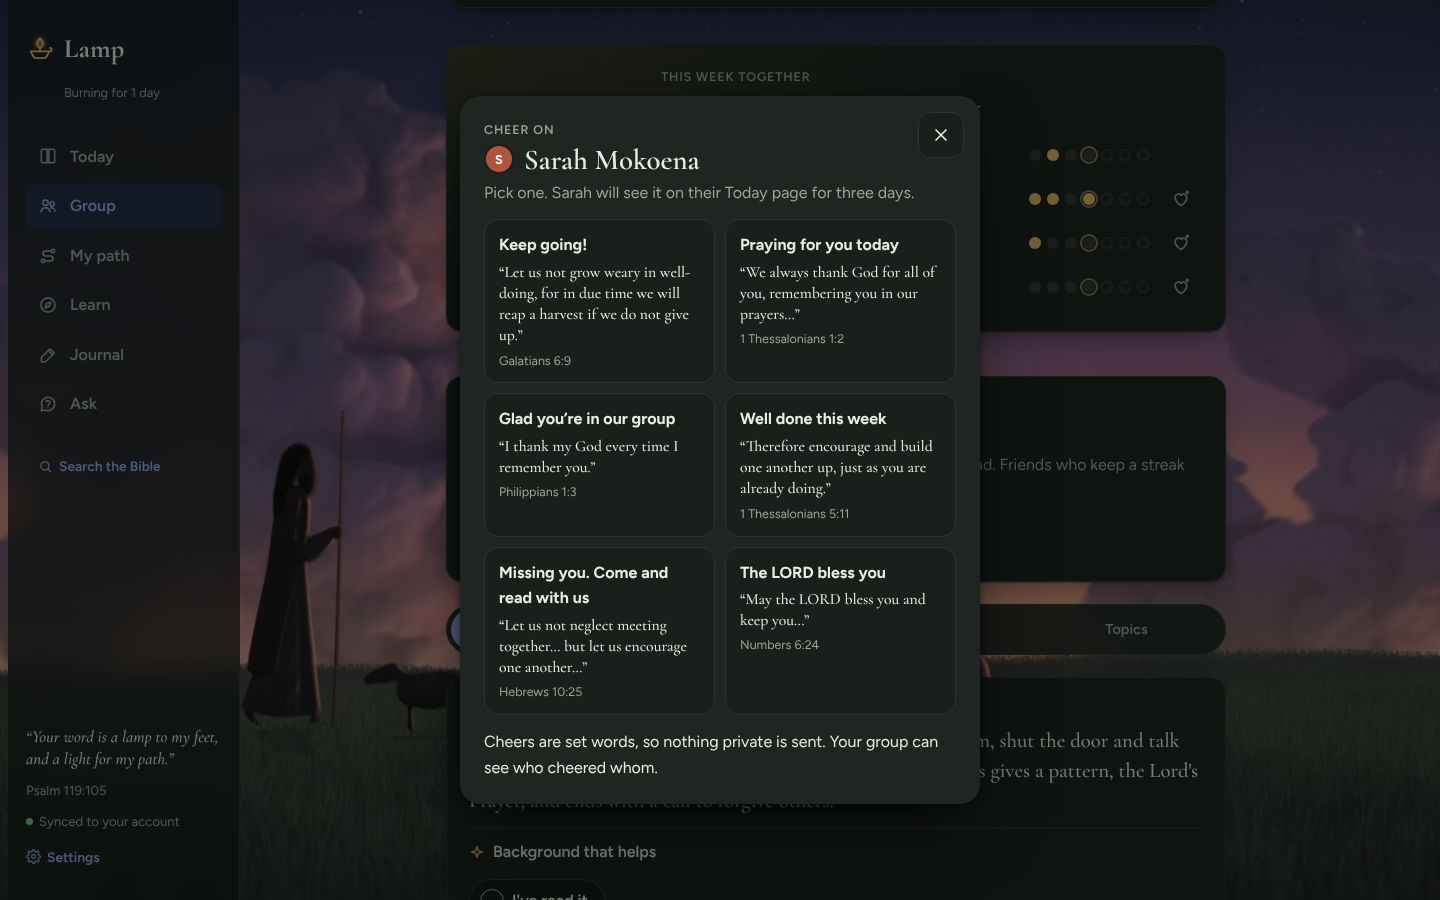 Lamp
Burning for 1 day
Today
Group
My path
Learn
Journal
Ask
Search the Bible
“Your word is a lamp to my feet,
and a light for my path.”
Psalm 119:105
Synced to your account
Settings
THIS WEEK TOGETHER
CHEER ON
S
Sarah Mokoena
Pick one. Sarah will see it on their Today page for three days.
Keep going!
“Let us not grow weary in well-
doing, for in due time we will
reap a harvest if we do not give
up.”
Galatians 6:9
Praying for you today
“We always thank God for all of
you, remembering you in our
prayers…”
1 Thessalonians 1:2
Glad you’re in our group
“I thank my God every time I
remember you.”
Philippians 1:3
Well done this week
“Therefore encourage and build
one another up, just as you are
already doing.”
1 Thessalonians 5:11
Missing you. Come and
read with us
“Let us not neglect meeting
together… but let us encourage
one another…”
Hebrews 10:25
The LORD bless you
“May the LORD bless you and
keep you…”
Numbers 6:24
Cheers are set words, so nothing private is sent. Your group can
see who cheered whom.
Friends who keep a streak
Topics
shut the door and talk
gives a pattern, the Lord's
Prayer, and ends with a call to forgive others.
Background that helps
I've read it